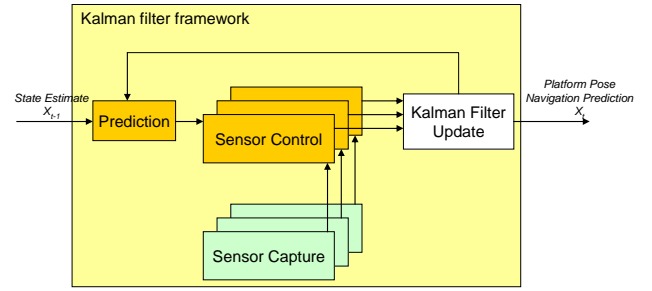 Kalman filter framework
State Estimate
Xt-1
Prediction
Sensor Control
Kalman Filter
Update
Platform Pose
Navigation Prediction
Xt
Sensor Capture